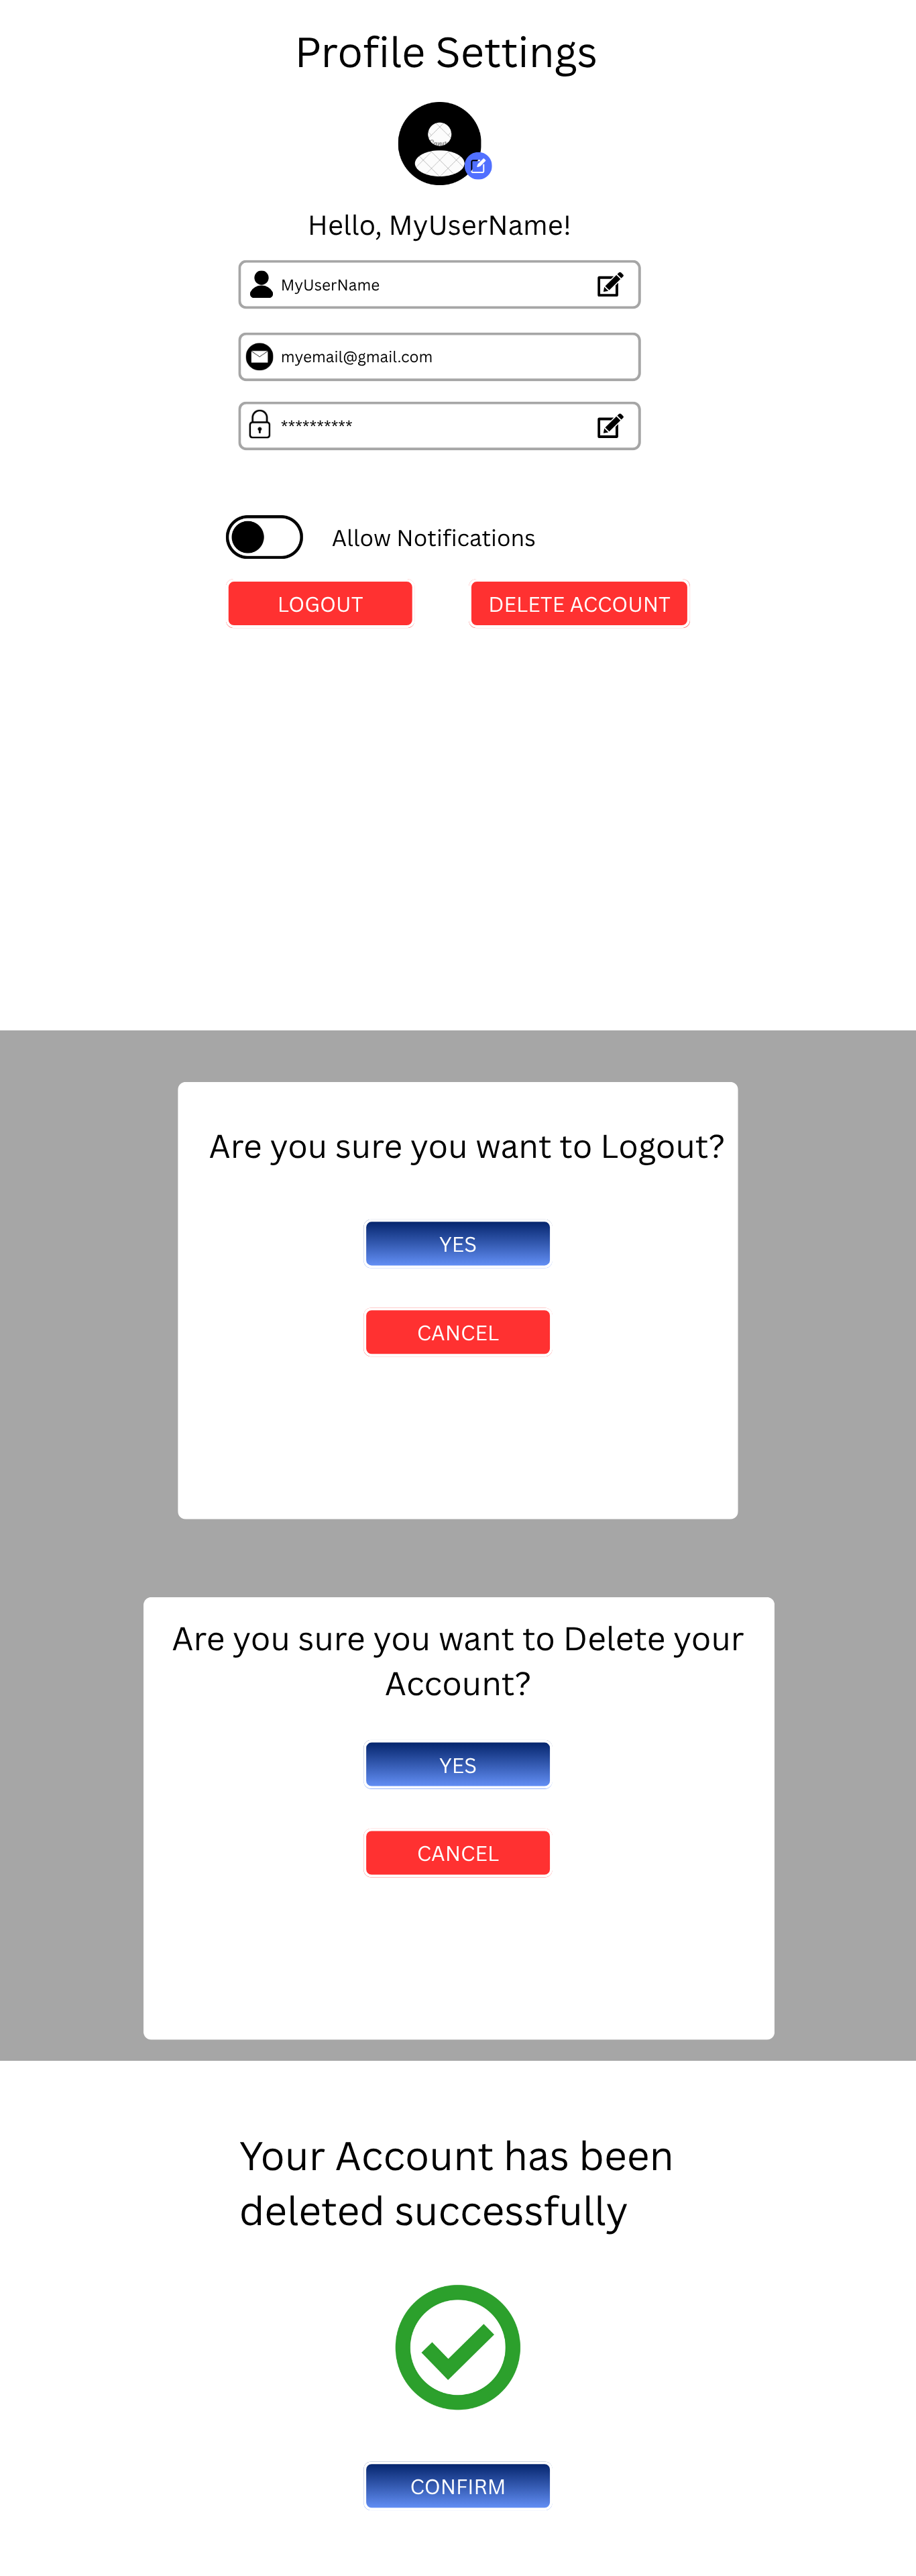 Profile Settings
Hello, MyUserName!
MyUserName
myemail@gmail.com
**********
Allow Notifications
LOGOUT
DELETE ACCOUNT
Are you sure you want to Logout?
YES
CANCEL
Are you sure you want to Delete your
Account?
YES
CANCEL
Your Account has been
deleted successfully
CONFIRM